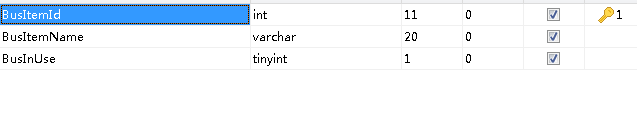 BusItemId int 11 0 1
BusItemName varchar 20 0
BusInUse tinyint 1 0